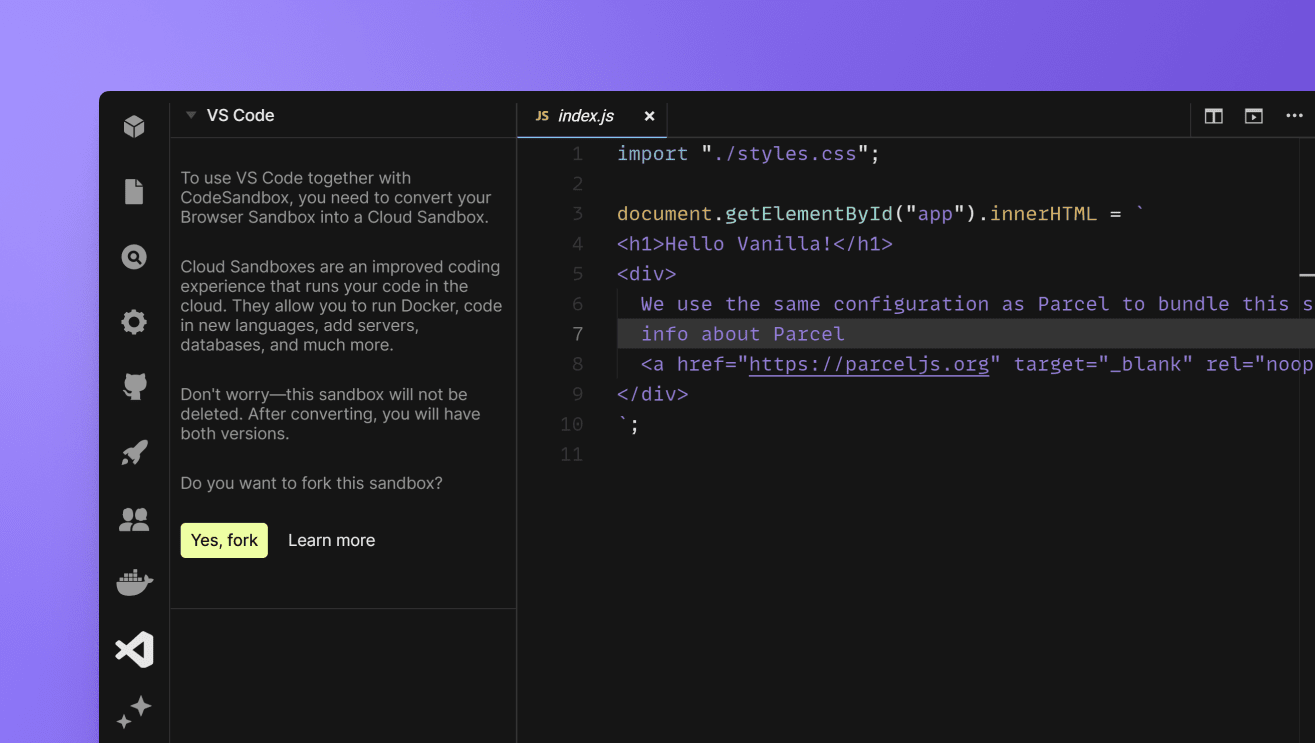 VS Code
To use VS Code together with
CodeSandbox, you need to convert your
Browser Sandbox into a Cloud Sandbox.
Cloud Sandboxes are an improved coding
experience that runs your code in the
cloud. They allow you to run Docker, code
in new languages, add servers,
databases, and much more.
Don't worry—this sandbox will not be
deleted. After converting, you will have
both versions.
Do you want to fork this sandbox?
Yes, fork
Learn more
JS index.js ×
1 import "./styles.css";
2
3 document.getElementById("app").innerHTML = `
4 <h1>Hello Vanilla!</h1>
5 <div>
6 We use the same configuration as Parcel to bundle this s
7 info about Parcel
8 <a href="https://parceljs.org" target="_blank" rel="noop
9 </div>
10 `;
11